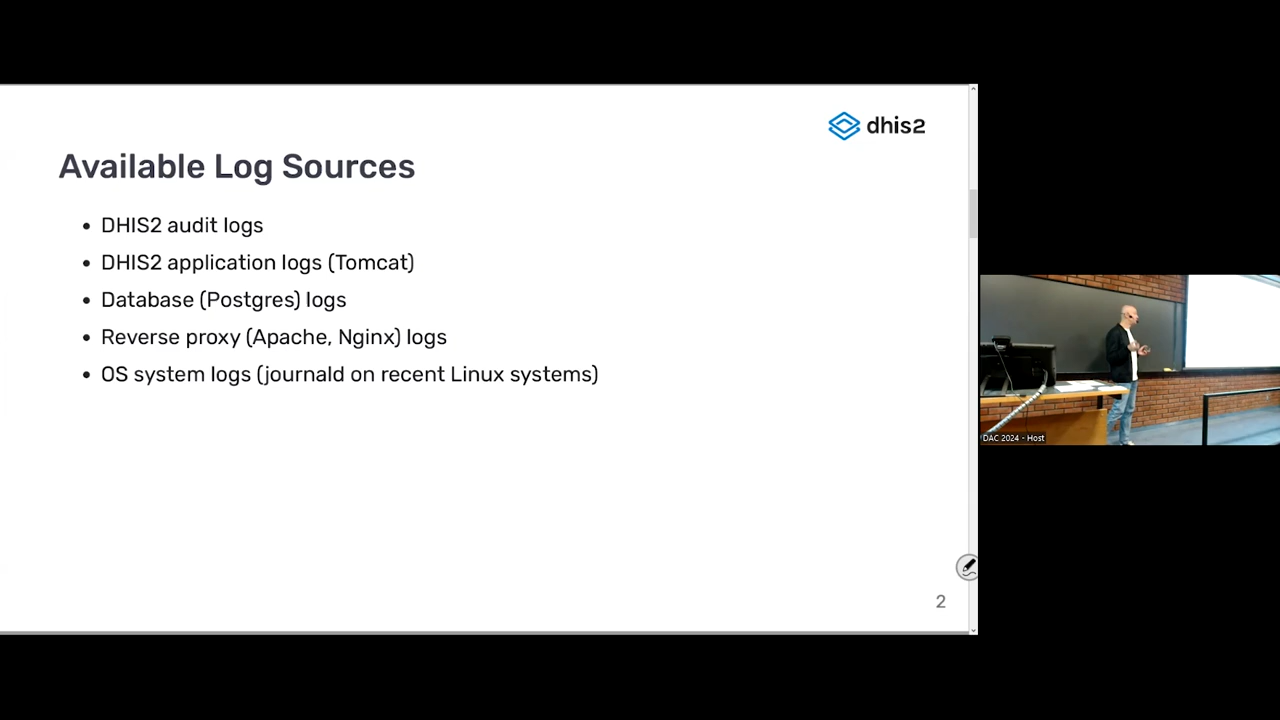 dhis2
Available Log Sources
• DHIS2 audit logs
• DHIS2 application logs (Tomcat)
• Database (Postgres) logs
• Reverse proxy (Apache, Nginx) logs
• OS system logs (journald on recent Linux systems)
DAC 2024 - Host
2